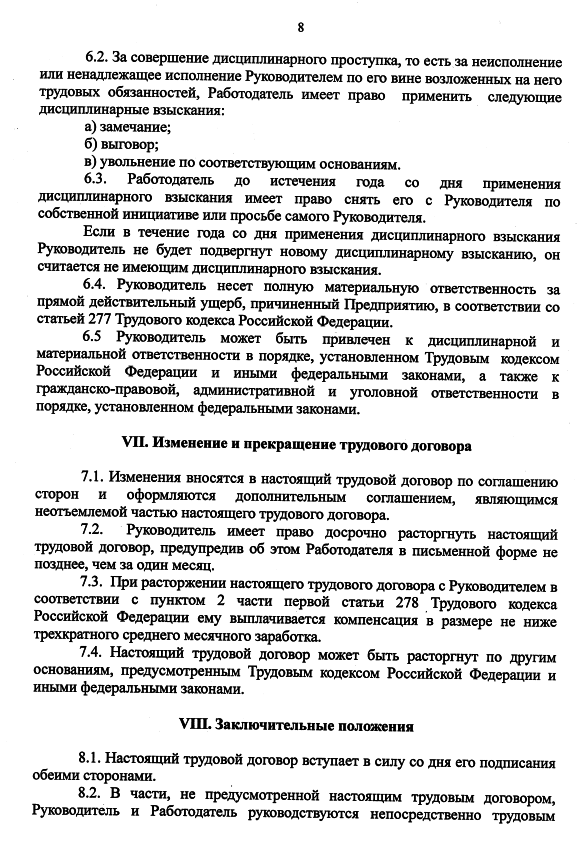 8
6.2. За совершение дисциплинарного проступка, то есть за неисполнение
или ненадлежащее исполнение Руководителем по его вине возложенных на него
трудовых обязанностей, Работодатель имеет право применить следующие
дисциплинарные взыскания:
а) замечание;
б) выговор;
в) увольнение по соответствующим основаниям.
6.3. Работодатель до истечения года со дня применения
дисциплинарного взыскания имеет право снять его с Руководителя по
собственной инициативе или просьбе самого Руководителя.
Если в течение года со дня применения дисциплинарного взыскания
Руководитель не будет подвергнут новому дисциплинарному взысканию, он
считается не имеющим дисциплинарного взыскания.
6.4. Руководитель несет полную материальную ответственность за
прямой действительный ущерб, причиненный Предприятию, в соответствии со
статьей 277 Трудового кодекса Российской Федерации.
6.5 Руководитель может быть привлечен к дисциплинарной и
материальной ответственности в порядке, установленном Трудовым кодексом
Российской Федерации и иными федеральными законами, а также к
гражданско-правовой, административной и уголовной ответственности в
порядке, установленном федеральными законами.
VII. Изменение и прекращение трудового договора
7.1. Изменения вносятся в настоящий трудовой договор по соглашению
сторон и оформляются дополнительным соглашением, являющимся
неотъемлемой частью настоящего трудового договора.
7.2. Руководитель имеет право досрочно расторгнуть настоящий
трудовой договор, предупредив об этом Работодателя в письменной форме не
позднее, чем за один месяц.
7.3. При расторжении настоящего трудового договора с Руководителем в
соответствии с пунктом 2 части первой статьи 278 Трудового кодекса
Российской Федерации ему выплачивается компенсация в размере не ниже
трехкратного среднего месячного заработка.
7.4. Настоящий трудовой договор может быть расторгнут по другим
основаниям, предусмотренным Трудовым кодексом Российской Федерации и
иными федеральными законами.
VIII. Заключительные положения
8.1. Настоящий трудовой договор вступает в силу со дня его подписания
обеими сторонами.
8.2. В части, не предусмотренной настоящим трудовым договором,
Руководитель и Работодатель руководствуются непосредственно трудовым